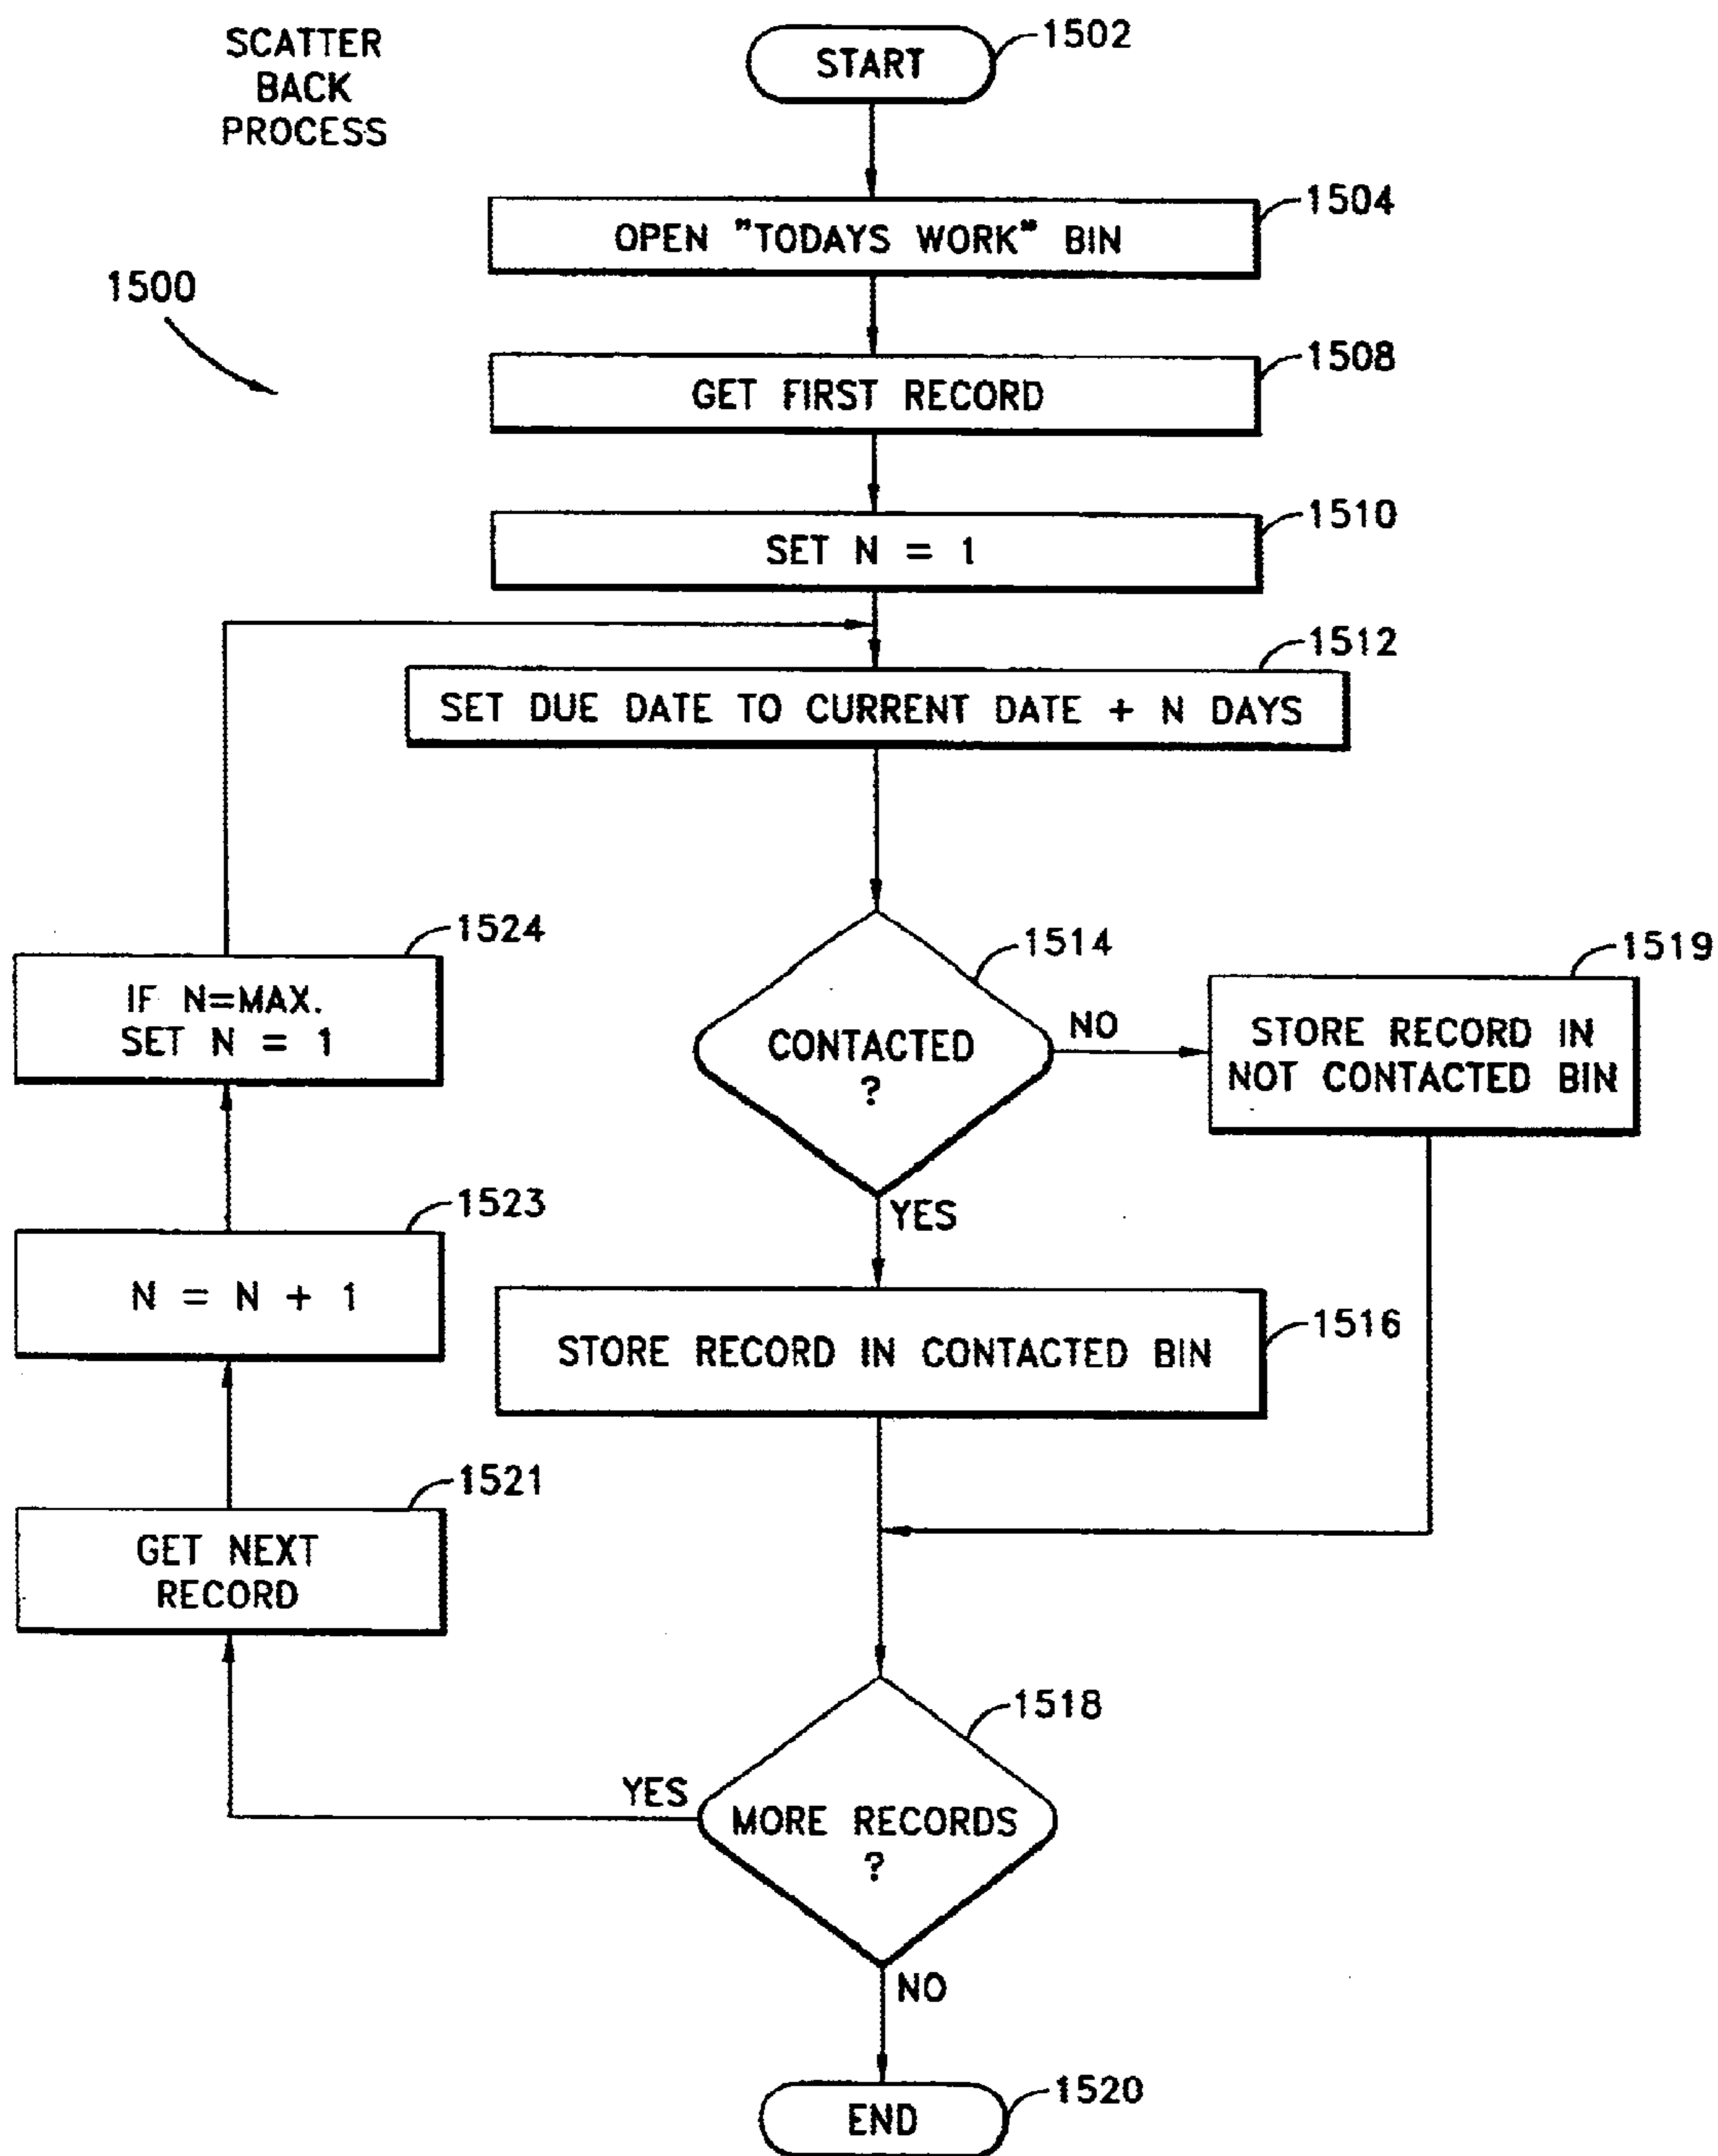 SCATTER
BACK
PROCESS
START
1502
OPEN "TODAYS WORK" BIN
1504
1500
GET FIRST RECORD
1508
SET N = 1
1510
SET DUE DATE TO CURRENT DATE + N DAYS
1512
CONTACTED
?
1514
NO
STORE RECORD IN
NOT CONTACTED BIN
1519
IF N=MAX.
SET N = 1
1524
YES
N = N + 1
1523
STORE RECORD IN CONTACTED BIN
1516
GET NEXT
RECORD
1521
MORE RECORDS
?
1518
YES
NO
END
1520